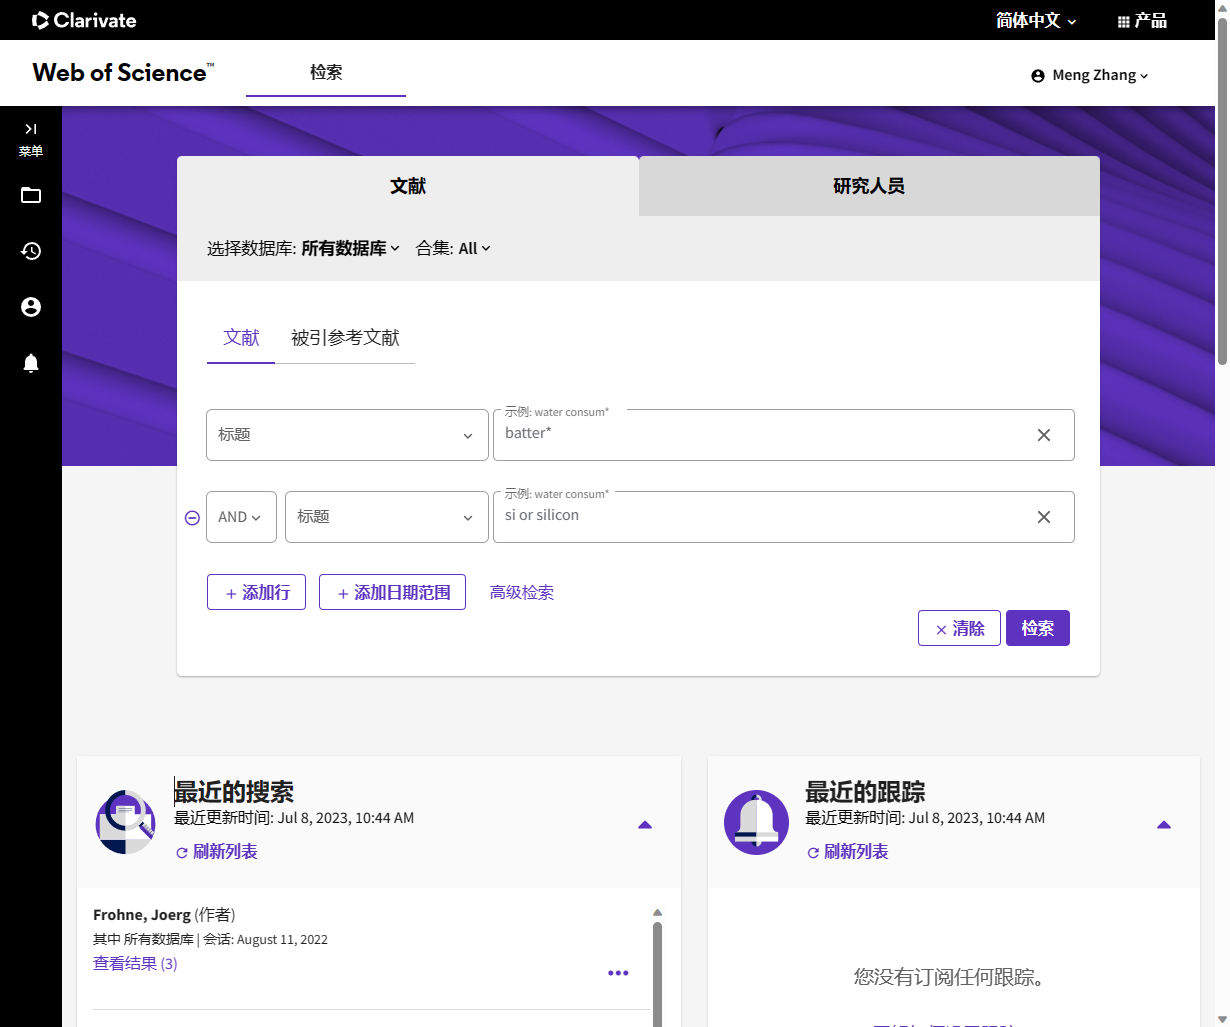 Clarivate
简体中文
产品
Web of Science™
检索
Meng Zhang
菜单
文献
研究人员
选择数据库: 所有数据库 合集: All
文献
被引参考文献
标题
示例: water consum*
batter*
AND
标题
示例: water consum*
si or silicon
+ 添加行
+ 添加日期范围
高级检索
× 清除
检索
最近的搜索
最近更新时间: Jul 8, 2023, 10:44 AM
刷新列表
最近的跟踪
最近更新时间: Jul 8, 2023, 10:44 AM
刷新列表
Frohne, Joerg (作者)
其中 所有数据库 | 会话: August 11, 2022
查看结果 (3)
您没有订阅任何跟踪。